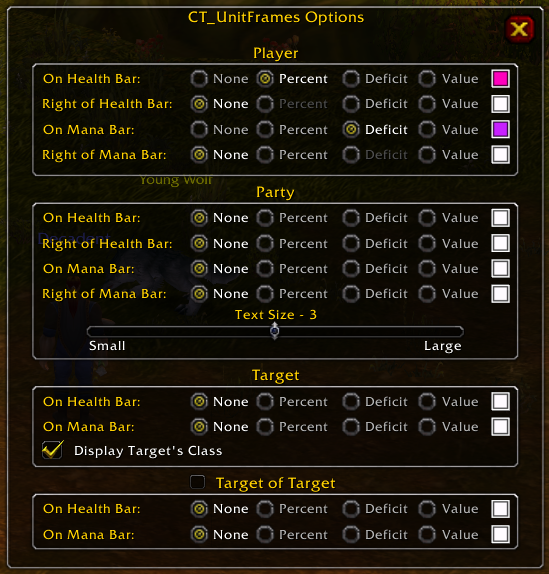 CT_UnitFrames Options
Player
On Health Bar: None Percent Deficit Value
Right of Health Bar: None Percent Deficit Value
On Mana Bar: None Percent Deficit Value
Right of Mana Bar: None Percent Deficit Value
Young Wolf
Party
On Health Bar: None Percent Deficit Value
Right of Health Bar: None Percent Deficit Value
On Mana Bar: None Percent Deficit Value
Right of Mana Bar: None Percent Deficit Value
Text Size - 3
Small Large
Target
On Health Bar: None Percent Deficit Value
On Mana Bar: None Percent Deficit Value
Display Target's Class
Target of Target
On Health Bar: None Percent Deficit Value
On Mana Bar: None Percent Deficit Value